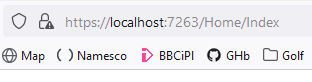 https://localhost:7263/Home/Index
Map Namesco BBCiPl GHb Golf